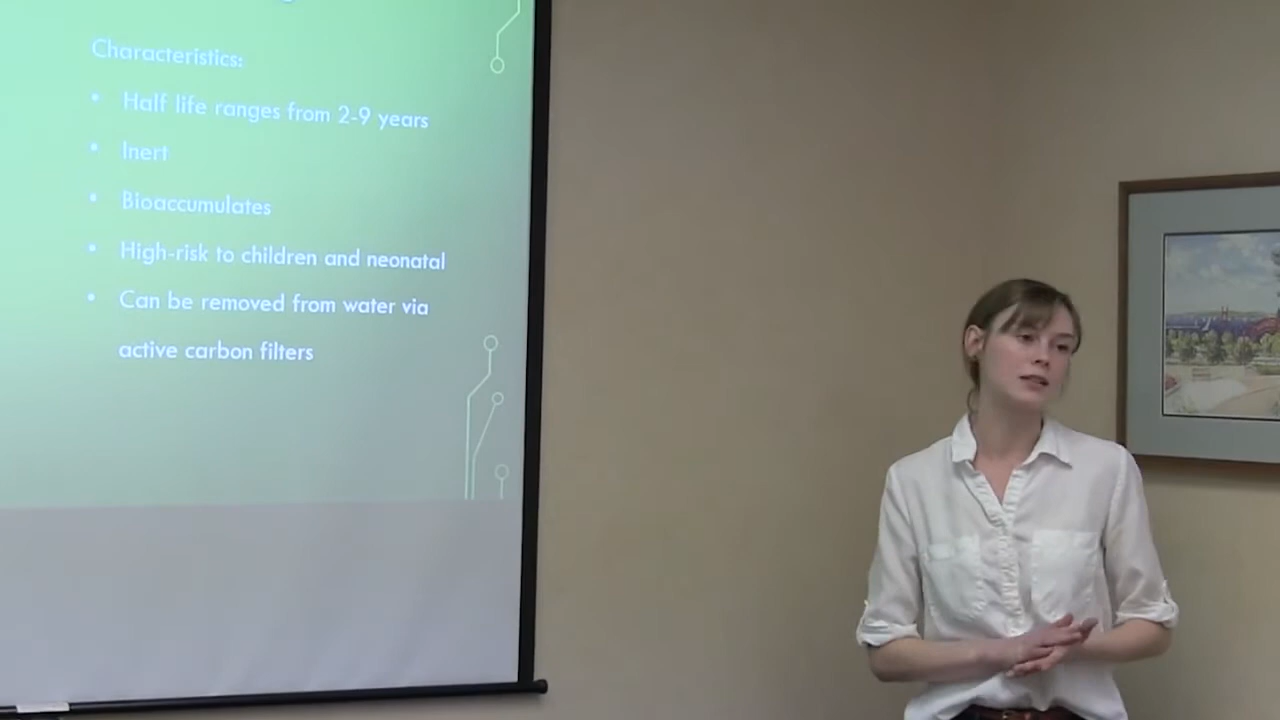 Characteristics:
• Half life ranges from 2-9 years
• Inert
• Bioaccumulates
• High-risk to children and neonatal
• Can be removed from water via
active carbon filters